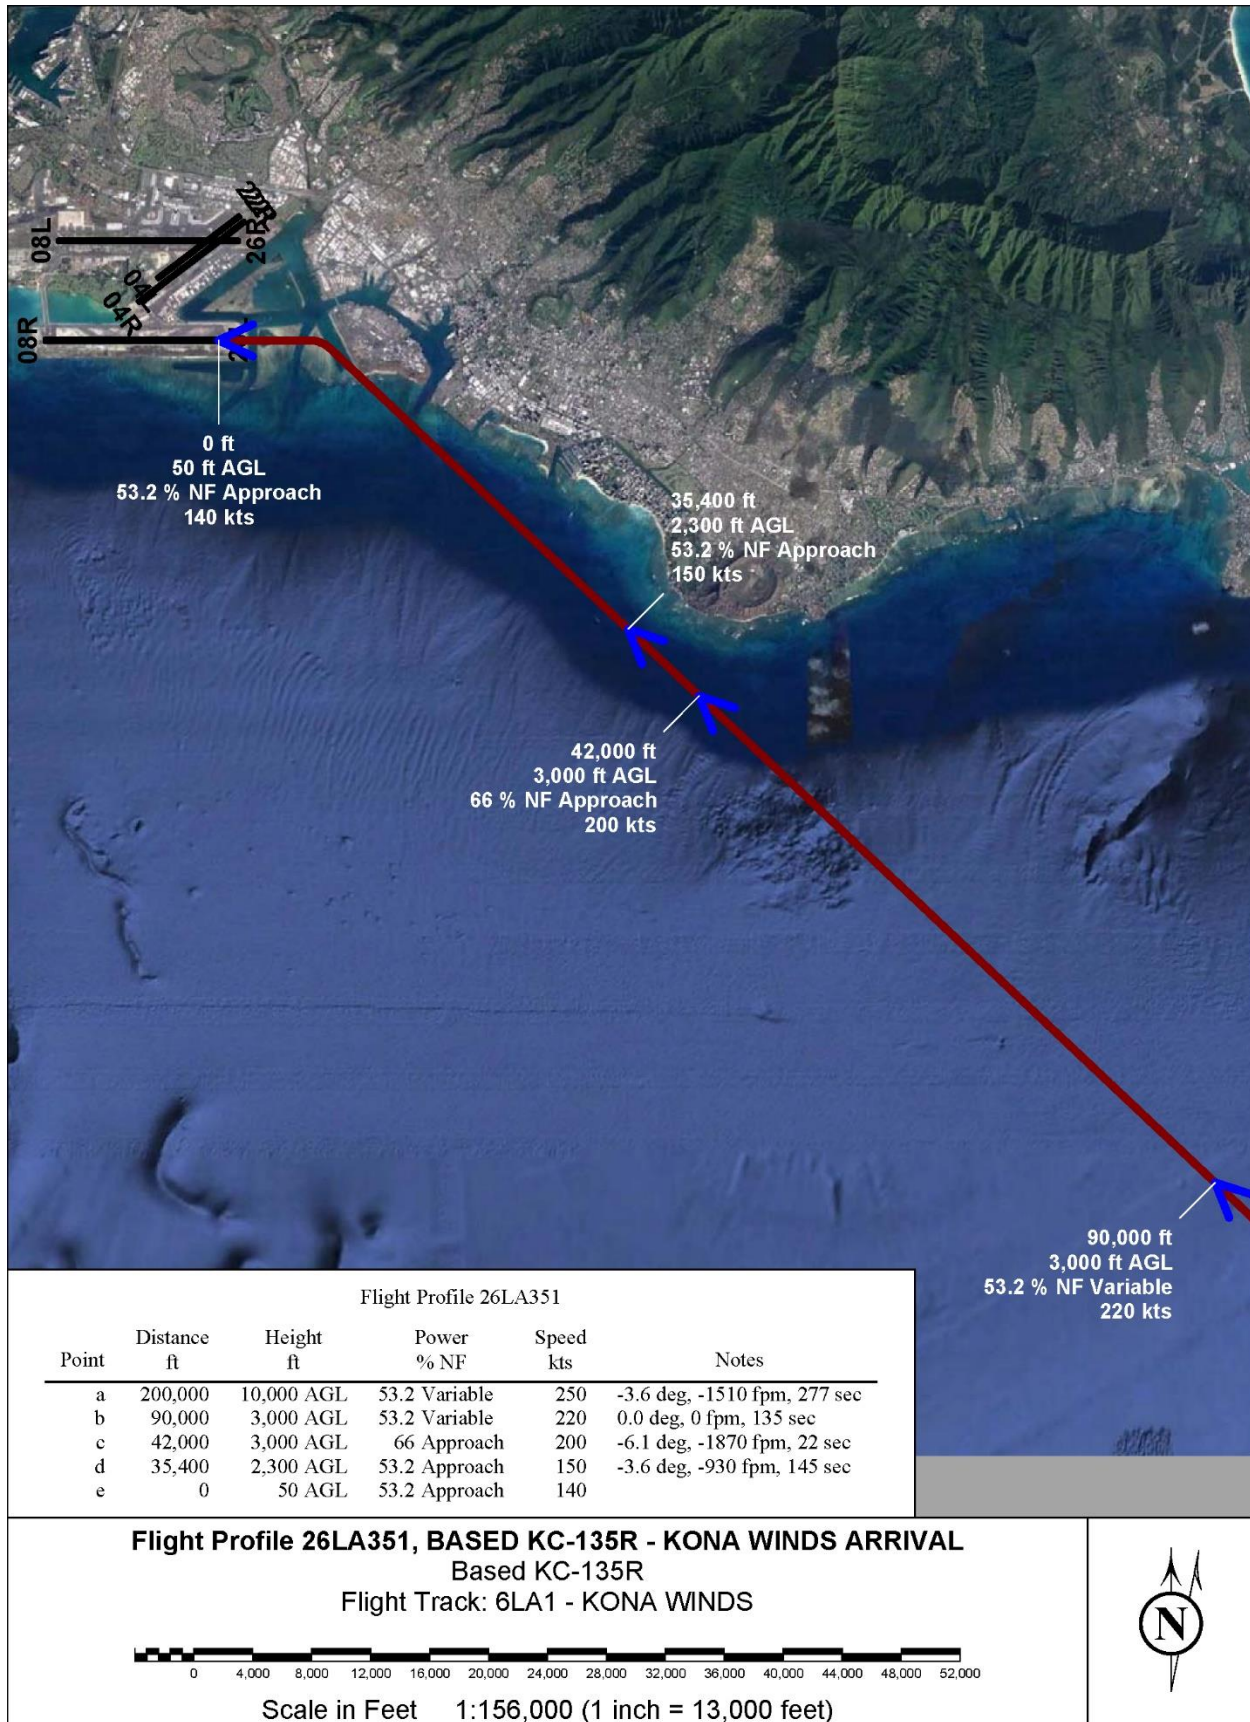 08L
26R
22R
04L
04R
08R
0 ft
50 ft AGL
53.2 % NF Approach
140 kts
35,400 ft
2,300 ft AGL
53.2 % NF Approach
150 kts
42,000 ft
3,000 ft AGL
66 % NF Approach
200 kts
90,000 ft
3,000 ft AGL
53.2 % NF Variable
220 kts
Flight Profile 26LA351
Distance Height Power Speed
Point ft ft % NF kts Notes
a 200,000 10,000 AGL 53.2 Variable 250 -3.6 deg, -1510 fpm, 277 sec
b 90,000 3,000 AGL 53.2 Variable 220 0.0 deg, 0 fpm, 135 sec
c 42,000 3,000 AGL 66 Approach 200 -6.1 deg, -1870 fpm, 22 sec
d 35,400 2,300 AGL 53.2 Approach 150 -3.6 deg, -930 fpm, 145 sec
e 0 50 AGL 53.2 Approach 140
Flight Profile 26LA351, BASED KC-135R - KONA WINDS ARRIVAL
Based KC-135R
Flight Track: 6LA1 - KONA WINDS
0 4,000 8,000 12,000 16,000 20,000 24,000 28,000 32,000 36,000 40,000 44,000 48,000 52,000
Scale in Feet 1:156,000 (1 inch = 13,000 feet)
N